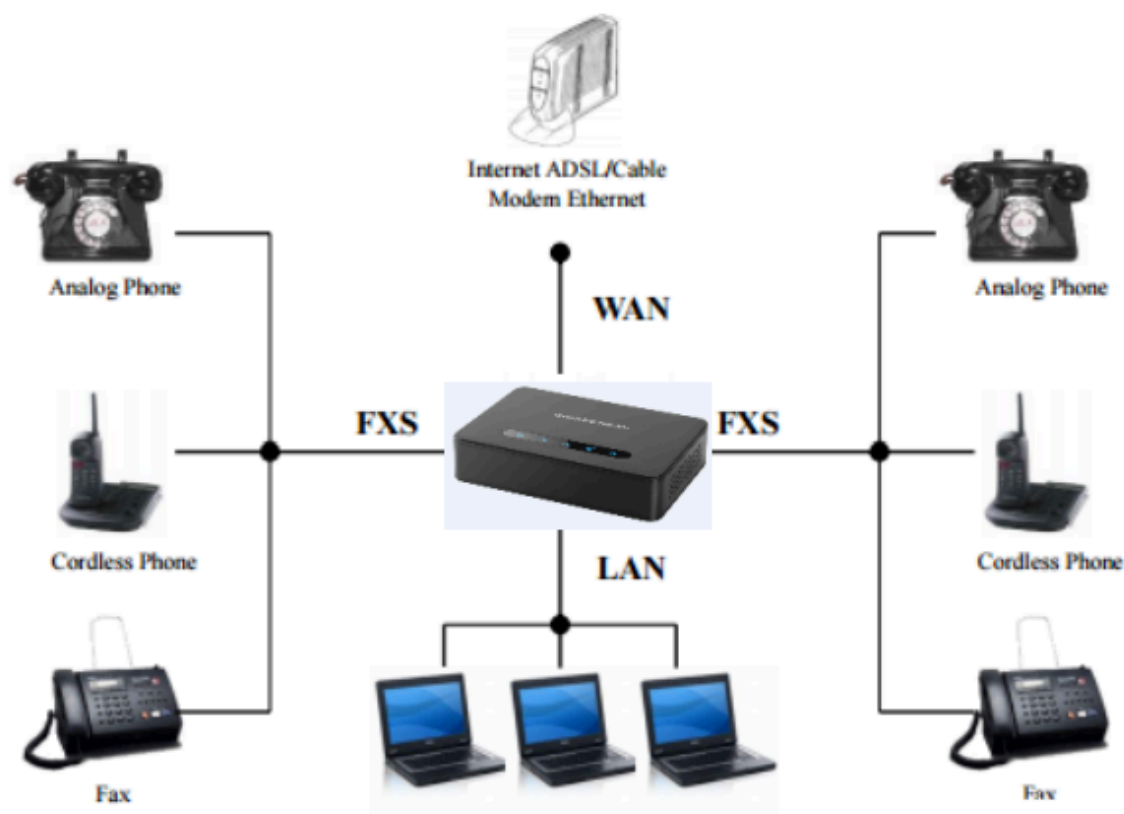 Internet ADSL/Cable
Modem Ethernet
Analog Phone
Analog Phone
WAN
FXS
FXS
Cordless Phone
Cordless Phone
LAN
Fax
Fax